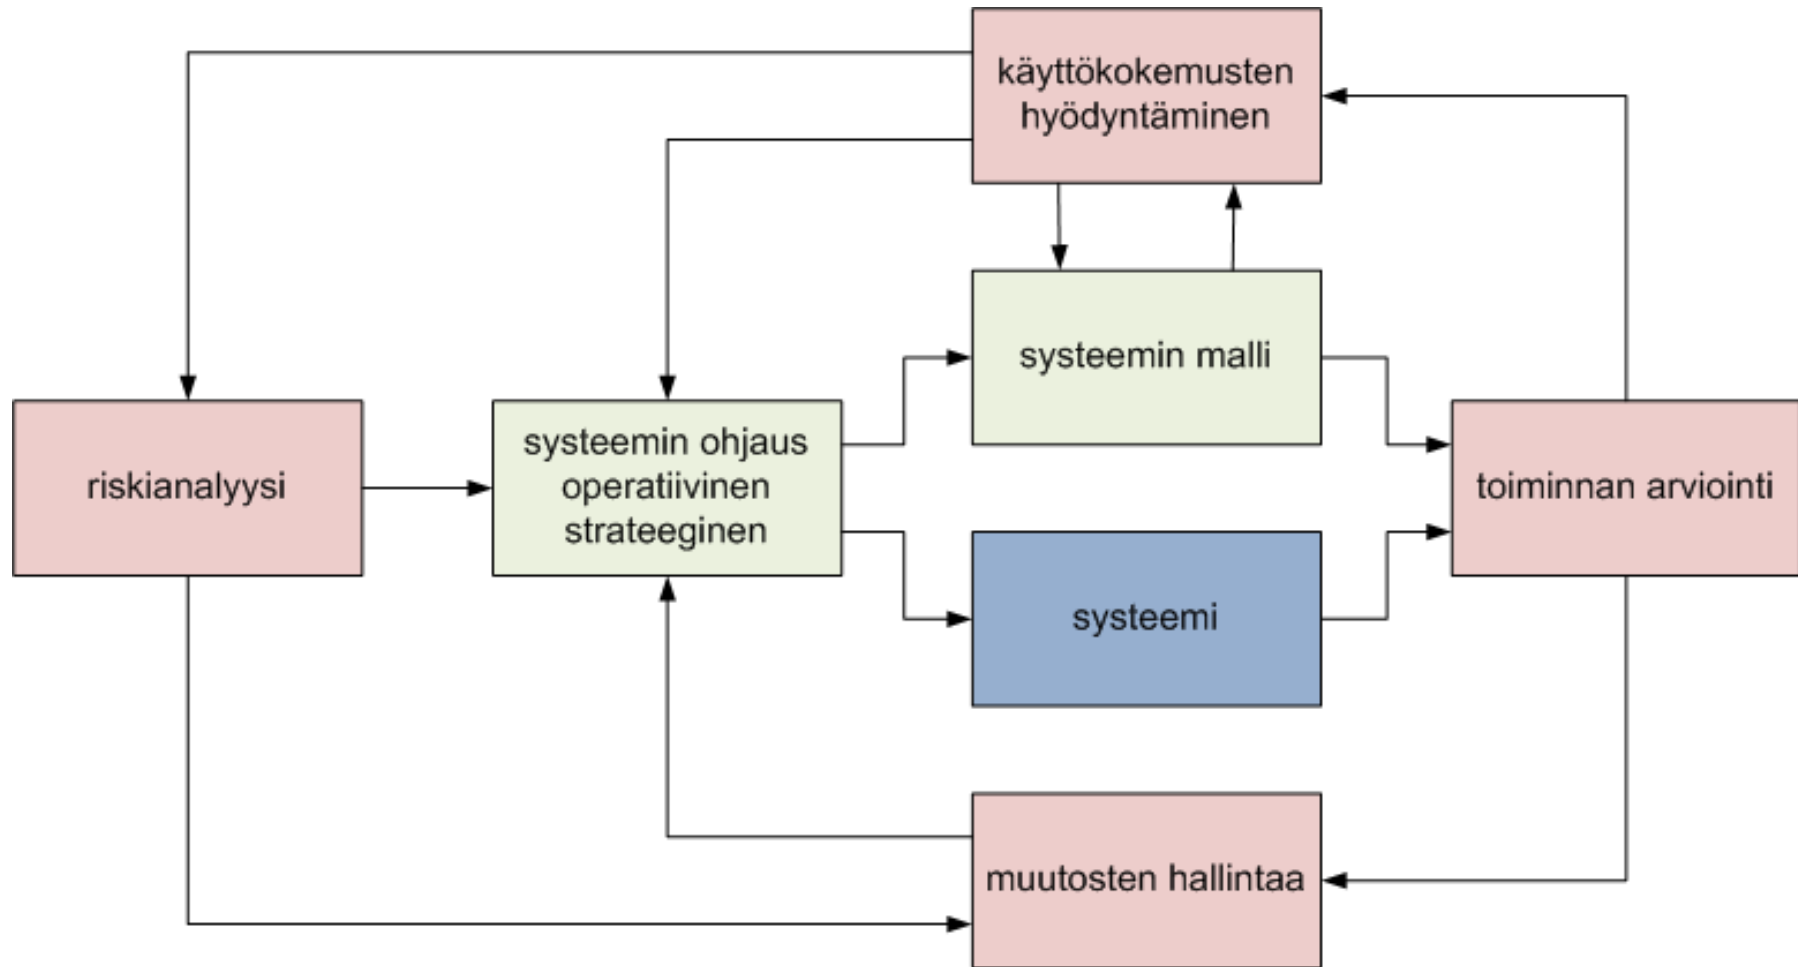 käyttökokemusten
hyödyntäminen
systeemin malli
riskianalyysi
systeemin ohjaus
operatiivinen
strateeginen
toiminnan arviointi
systeemi
muutosten hallintaa